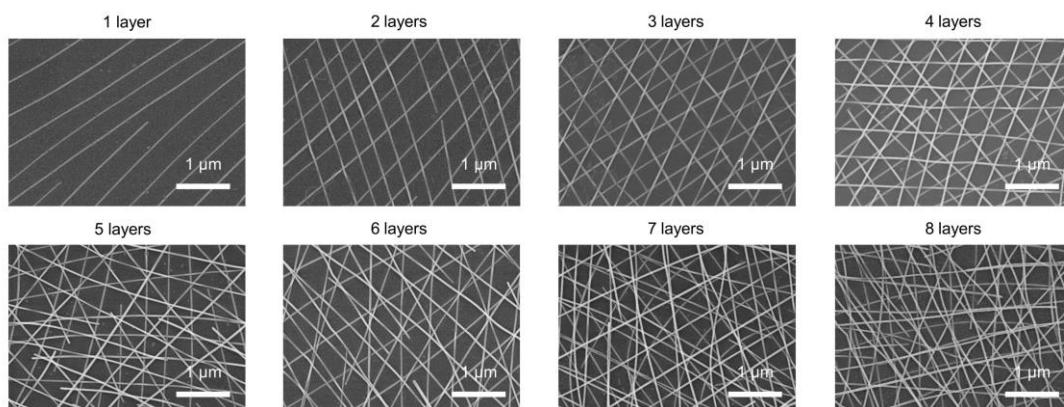 1 layer
2 layers
3 layers
4 layers
1 µm
1 µm
1 µm
1 µm
5 layers
6 layers
7 layers
8 layers
1 µm
1 µm
1 µm
1 µm